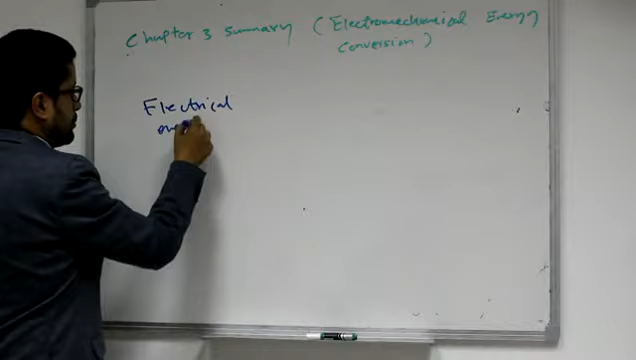 Chapter 3 Summary (Electromechanical Energy
conversion)
Electrical